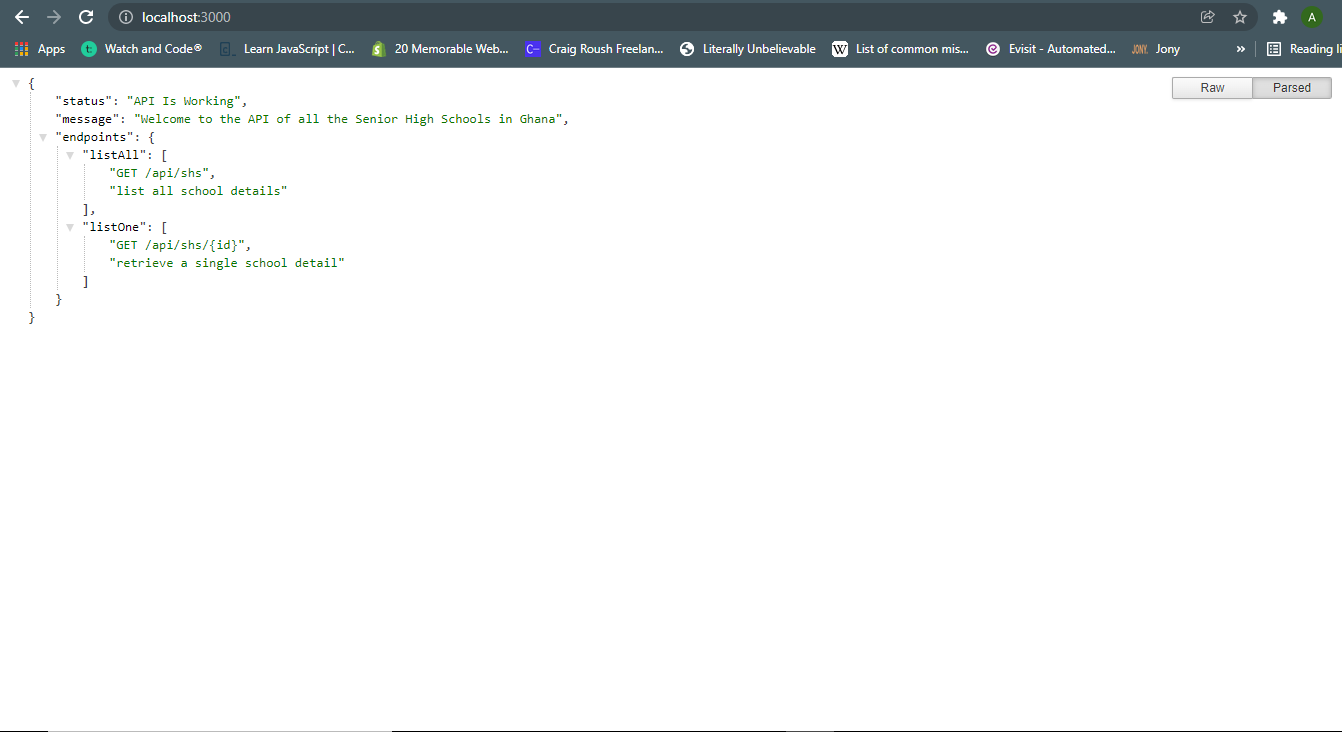 localhost:3000
A
Apps
t
Watch and Code®
Learn JavaScript | C...
20 Memorable Web...
C-
Craig Roush Freelan...
Literally Unbelievable
W
List of common mis...
Evisit - Automated...
JONY
Jony
»
Reading li
Raw
Parsed
{
"status": "API Is Working",
"message": "Welcome to the API of all the Senior High Schools in Ghana",
"endpoints": {
"listAll": [
"GET /api/shs",
"list all school details"
],
"listOne": [
"GET /api/shs/{id}",
"retrieve a single school detail"
]
}
}